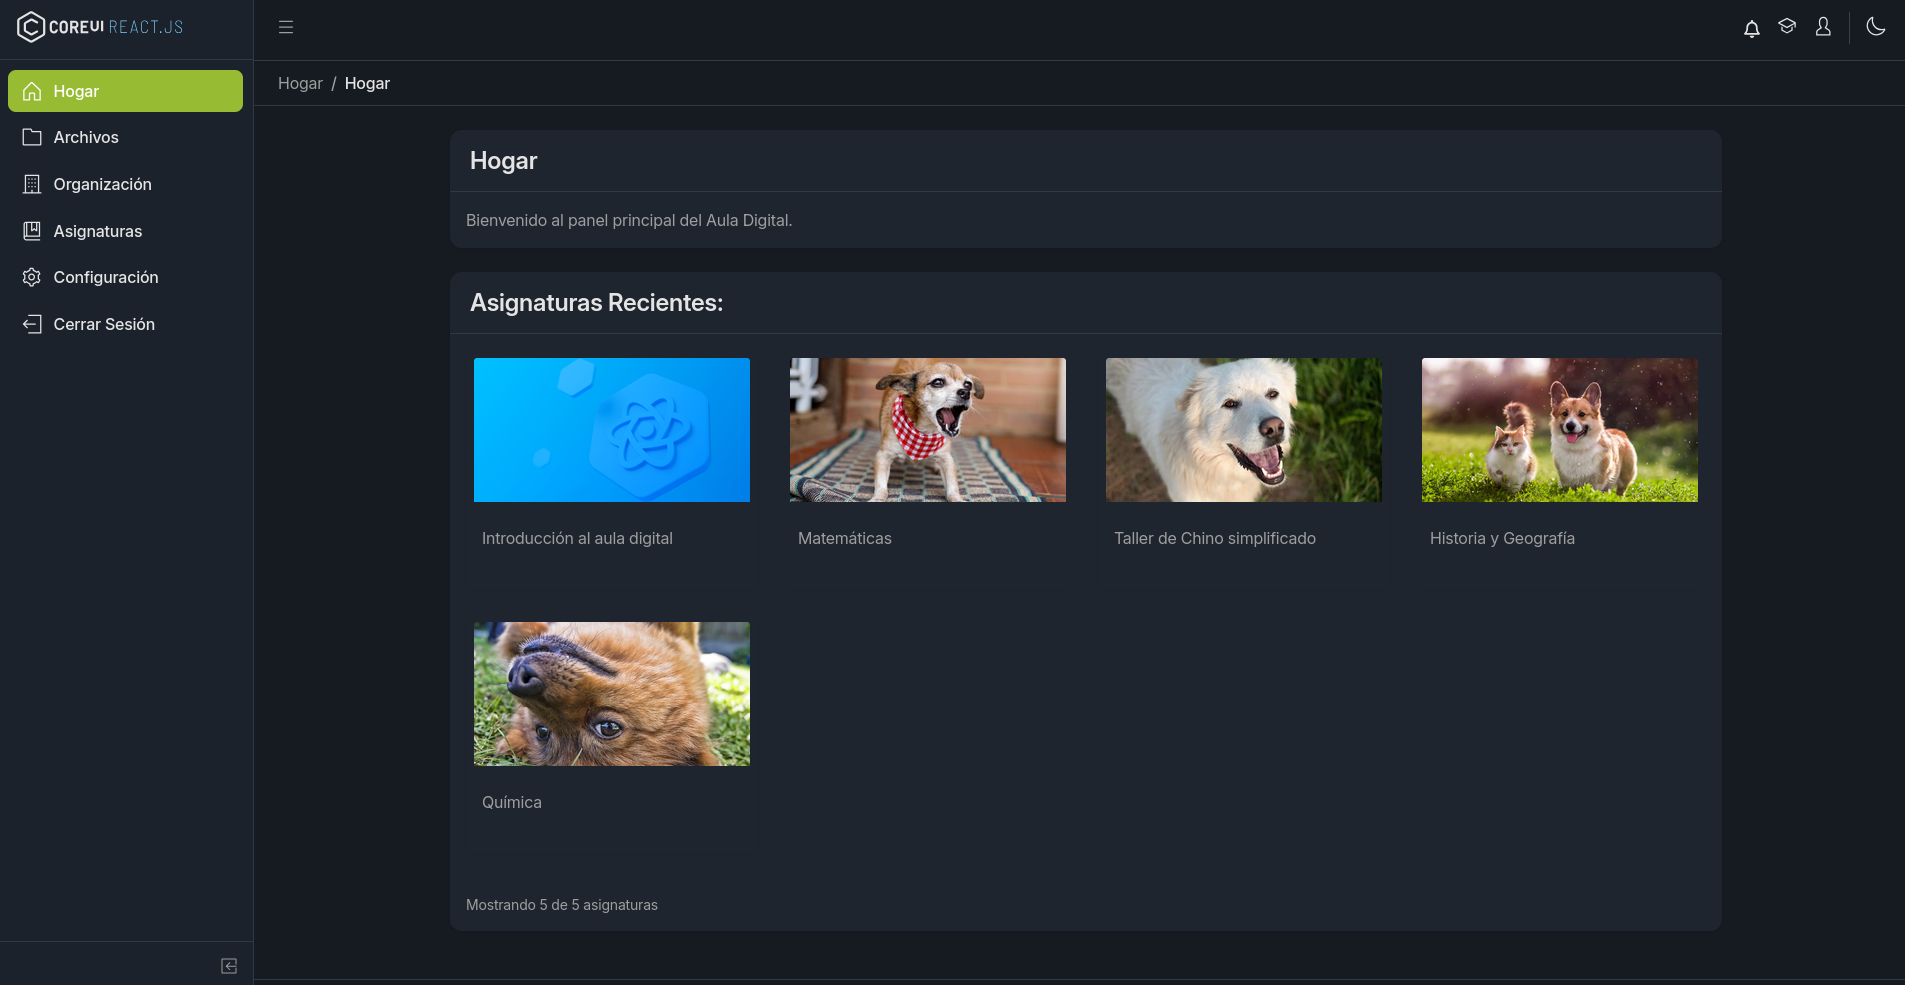 COREUI REACT.JS
Hogar
Archivos
Organización
Asignaturas
Configuración
Cerrar Sesión
Hogar / Hogar
Hogar
Bienvenido al panel principal del Aula Digital.
Asignaturas Recientes:
Introducción al aula digital
Matemáticas
Taller de Chino simplificado
Historia y Geografía
Química
Mostrando 5 de 5 asignaturas